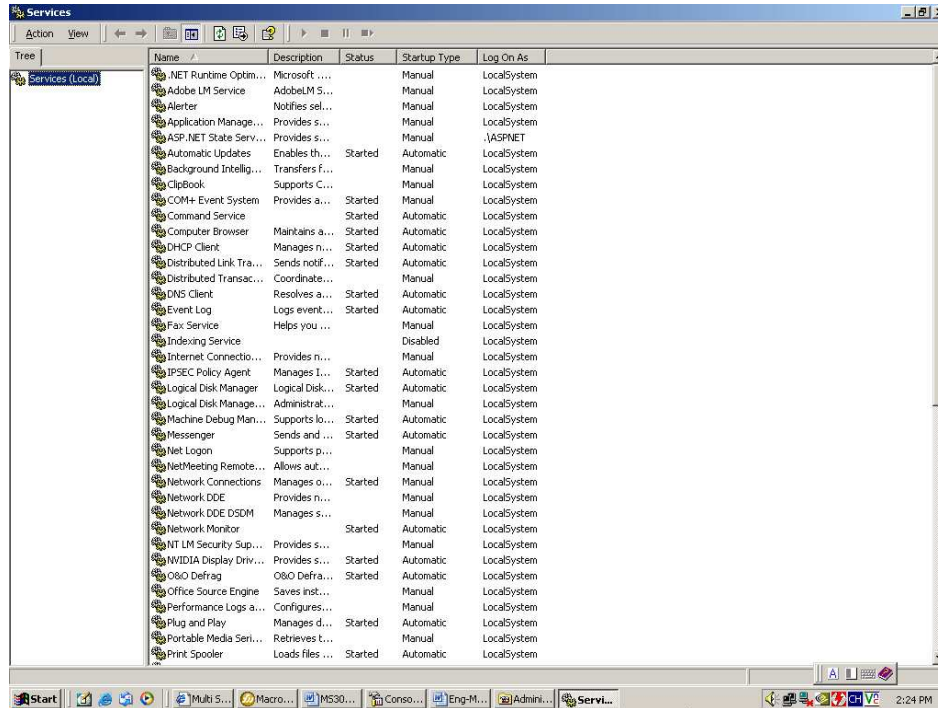 Services
Action View
Tree
Name Description Status Startup Type Log On As
Services (Local)
.NET Runtime Optim... Microsoft .... Manual LocalSystem
Adobe LM Service AdobeLM S... Manual LocalSystem
Alerter Notifies sel... Manual LocalSystem
Application Manage... Provides s... Manual LocalSystem
ASP.NET State Serv... Provides s... Manual .\ASPNET
Automatic Updates Enables th... Started Automatic LocalSystem
Background Intellig... Transfers f... Manual LocalSystem
ClipBook Supports C... Manual LocalSystem
COM+ Event System Provides a... Started Manual LocalSystem
Command Service Started Automatic LocalSystem
Computer Browser Maintains a... Started Automatic LocalSystem
DHCP Client Manages n... Started Automatic LocalSystem
Distributed Link Tra... Sends notif... Started Automatic LocalSystem
Distributed Transac... Coordinate... Manual LocalSystem
DNS Client Resolves a... Started Automatic LocalSystem
Event Log Logs event... Started Automatic LocalSystem
Fax Service Helps you ... Manual LocalSystem
Indexing Service Disabled LocalSystem
Internet Connectio... Provides n... Manual LocalSystem
IPSEC Policy Agent Manages I... Started Automatic LocalSystem
Logical Disk Manager Logical Disk... Started Automatic LocalSystem
Logical Disk Manage... Administrat... Manual LocalSystem
Machine Debug Man... Supports lo... Started Automatic LocalSystem
Messenger Sends and ... Started Automatic LocalSystem
Net Logon Supports p... Manual LocalSystem
NetMeeting Remote... Allows aut... Manual LocalSystem
Network Connections Manages o... Started Manual LocalSystem
Network DDE Provides n... Manual LocalSystem
Network DDE DSDM Manages s... Manual LocalSystem
Network Monitor Started Automatic LocalSystem
NT LM Security Sup... Provides s... Manual LocalSystem
NVIDIA Display Driv... Provides s... Started Automatic LocalSystem
O&O Defrag O&O Defra... Started Automatic LocalSystem
Office Source Engine Saves inst... Manual LocalSystem
Performance Logs a... Configures... Manual LocalSystem
Plug and Play Manages d... Started Automatic LocalSystem
Portable Media Seri... Retrieves t... Manual LocalSystem
Print Spooler Loads files ... Started Automatic LocalSystem
A
Start Multi S... Macro... MS30... Conso... Eng-M... Admini... Servi... CH 2:24 PM